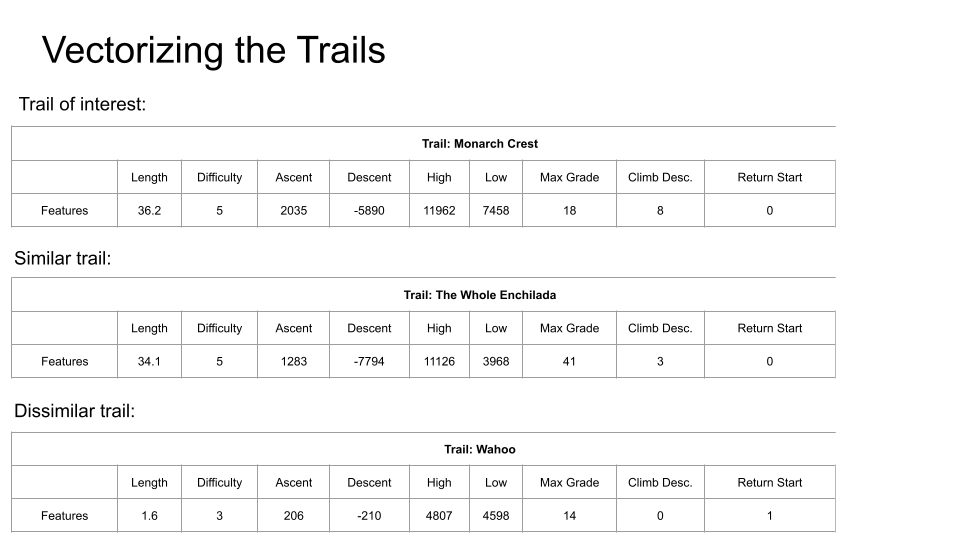 Vectorizing the Trails
Trail of interest:
Trail: Monarch Crest
Length Difficulty Ascent Descent High Low Max Grade Climb Desc. Return Start
Features 36.2 5 2035 -5890 11962 7458 18 8 0
Similar trail:
Trail: The Whole Enchilada
Length Difficulty Ascent Descent High Low Max Grade Climb Desc. Return Start
Features 34.1 5 1283 -7794 11126 3968 41 3 0
Dissimilar trail:
Trail: Wahoo
Length Difficulty Ascent Descent High Low Max Grade Climb Desc. Return Start
Features 1.6 3 206 -210 4807 4598 14 0 1